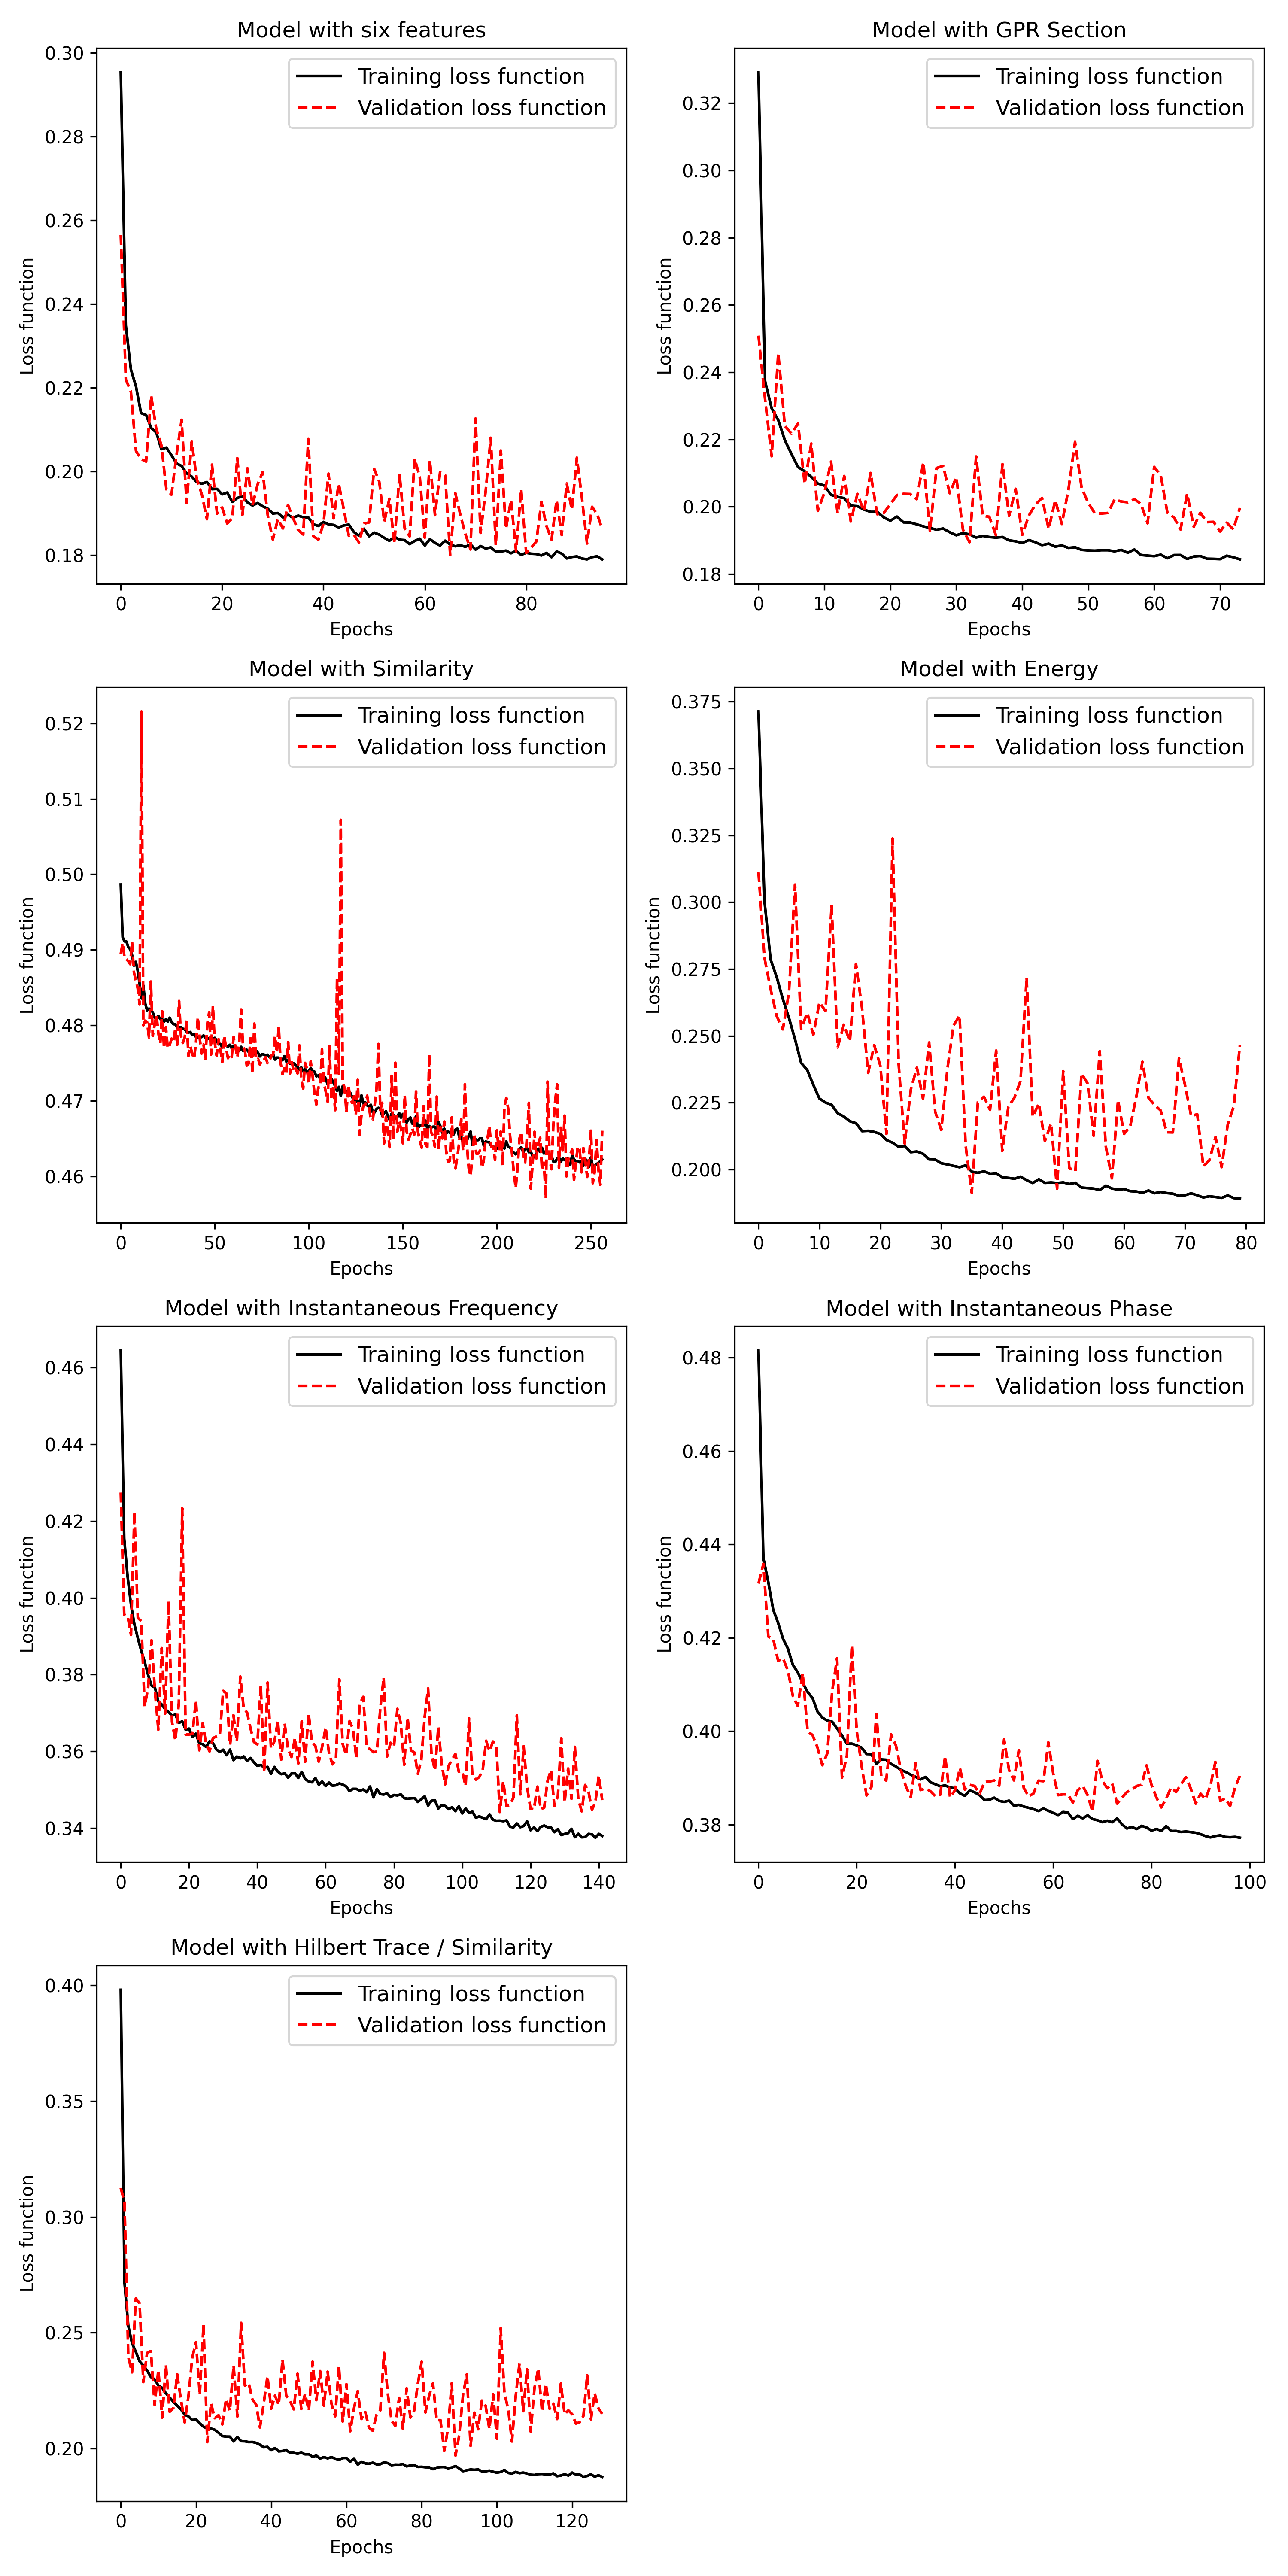 Model with six features
Training loss function
Validation loss function
0.30
0.28
0.26
0.24
0.22
0.20
0.18
Loss function
0 20 40 60 80
Epochs
Model with GPR Section
Training loss function
Validation loss function
0.32
0.30
0.28
0.26
0.24
0.22
0.20
0.18
Loss function
0 10 20 30 40 50 60 70
Epochs
Model with Similarity
Training loss function
Validation loss function
0.52
0.51
0.50
0.49
0.48
0.47
0.46
Loss function
0 50 100 150 200 250
Epochs
Model with Energy
Training loss function
Validation loss function
0.375
0.350
0.325
0.300
0.275
0.250
0.225
0.200
Loss function
0 10 20 30 40 50 60 70 80
Epochs
Model with Instantaneous Frequency
Training loss function
Validation loss function
0.46
0.44
0.42
0.40
0.38
0.36
0.34
Loss function
0 20 40 60 80 100 120 140
Epochs
Model with Instantaneous Phase
Training loss function
Validation loss function
0.48
0.46
0.44
0.42
0.40
0.38
Loss function
0 20 40 60 80 100
Epochs
Model with Hilbert Trace / Similarity
Training loss function
Validation loss function
0.40
0.35
0.30
0.25
0.20
Loss function
0 20 40 60 80 100 120
Epochs